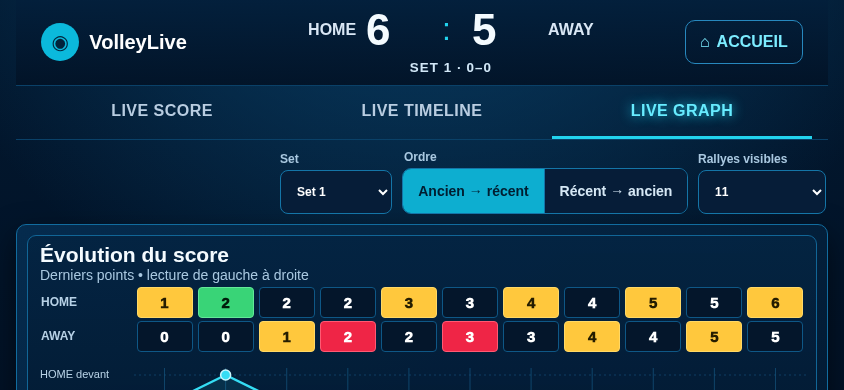 VolleyLive
HOME 6 : 5 AWAY
SET 1 · 0–0
⌂ ACCUEIL
LIVE SCORE LIVE TIMELINE LIVE GRAPH
Set Ordre Rallyes visibles
Set 1 Ancien → récent Récent → ancien 11
Évolution du score
Derniers points • lecture de gauche à droite
HOME 1 2 2 2 3 3 4 4 5 5 6
AWAY 0 0 1 2 2 3 3 4 4 5 5
HOME devant